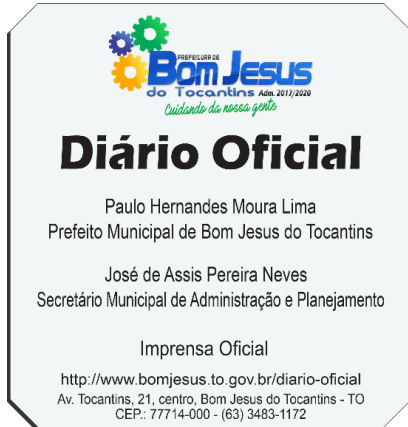 PREFEITURA DE
Bom Jesus
do Tocantins Adm. 2017/2020
Cuidando da nossa gente
Diário Oficial
Paulo Hernandes Moura Lima
Prefeito Municipal de Bom Jesus do Tocantins
José de Assis Pereira Neves
Secretário Municipal de Administração e Planejamento
Imprensa Oficial
http://www.bomjesus.to.gov.br/diario-oficial
Av. Tocantins, 21, centro, Bom Jesus do Tocantins - TO
CEP.: 77714-000 - (63) 3483-1172